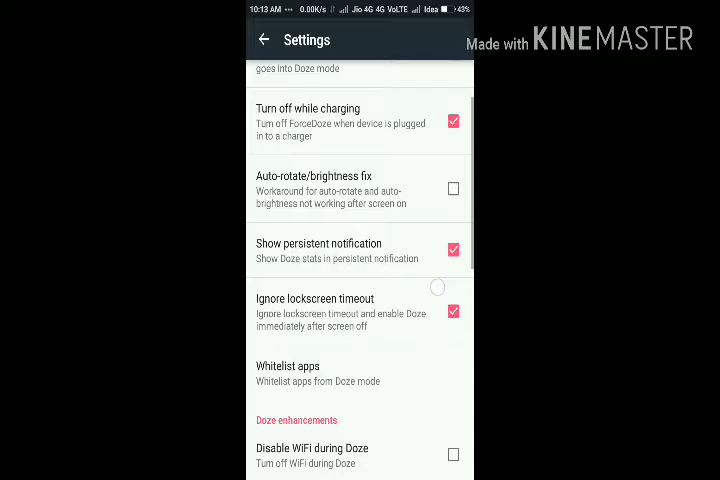 10:13 AM ••• 0.00K/s Jio 4G 4G VoLTE Idea 43%
Settings
Made with KINEMASTER
goes into Doze mode
Turn off while charging
Turn off ForceDoze when device is plugged
in to a charger
Auto-rotate/brightness fix
Workaround for auto-rotate and auto-
brightness not working after screen on
Show persistent notification
Show Doze stats in persistent notification
Ignore lockscreen timeout
Ignore lockscreen timeout and enable Doze
immediately after screen off
Whitelist apps
Whitelist apps from Doze mode
Doze enhancements
Disable WiFi during Doze
Turn off WiFi during Doze